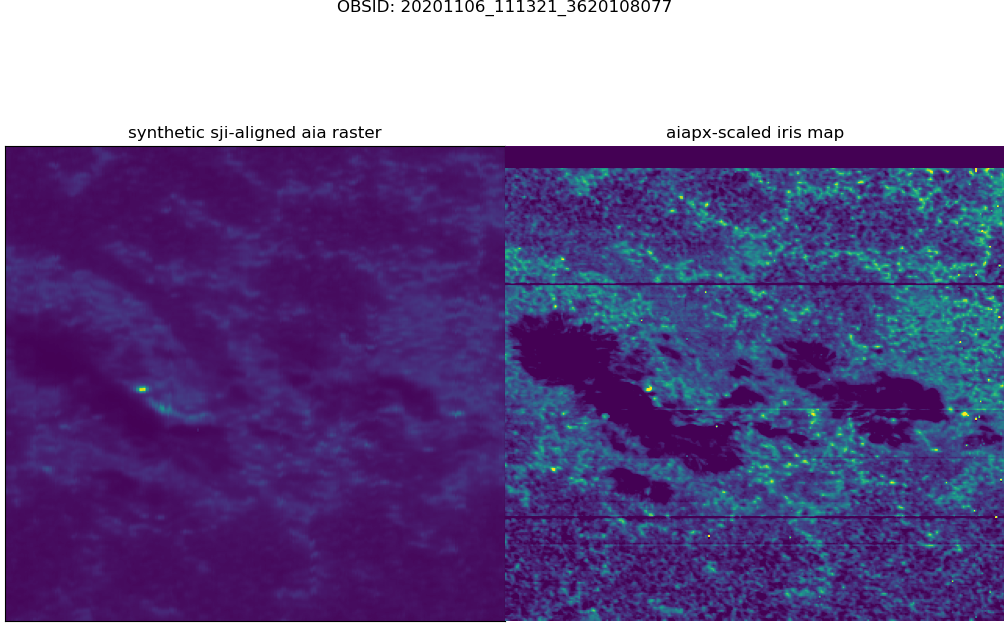 OBSID: 20201106_111321_3620108077
synthetic sji-aligned aia raster
aiapx-scaled iris map